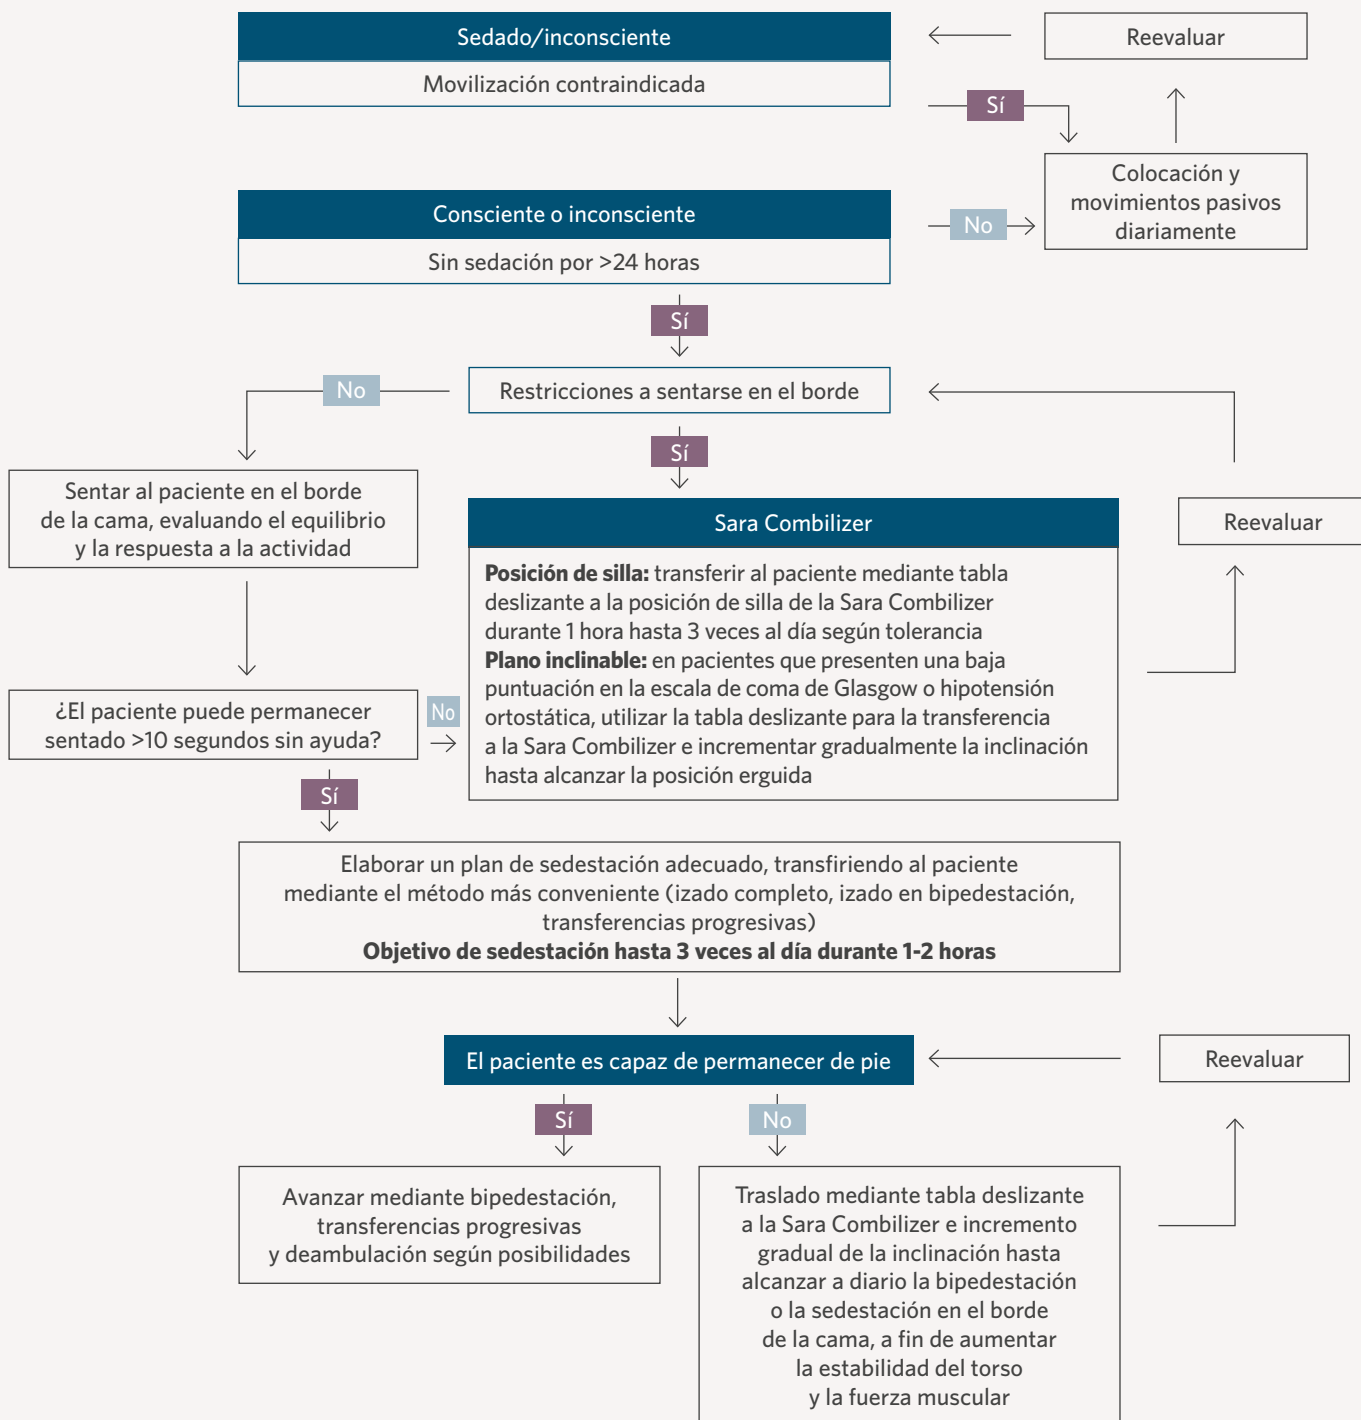 Sedado/inconsciente
Reevaluar
Movilización contraindicada
Sí
Colocación y
movimientos pasivos
diariamente
Consciente o inconsciente
No
Sin sedación por >24 horas
Sí
No
Restricciones a sentarse en el borde
Sí
Sentar al paciente en el borde
de la cama, evaluando el equilibrio
y la respuesta a la actividad
Sara Combilizer
Reevaluar
Posición de silla: transferir al paciente mediante tabla
deslizante a la posición de silla de la Sara Combilizer
durante 1 hora hasta 3 veces al día según tolerancia
Plano inclinable: en pacientes que presenten una baja
puntuación en la escala de coma de Glasgow o hipotensión
ortostática, utilizar la tabla deslizante para la transferencia
a la Sara Combilizer e incrementar gradualmente la inclinación
hasta alcanzar la posición erguida
¿El paciente puede permanecer
sentado >10 segundos sin ayuda?
No
Sí
Elaborar un plan de sedestación adecuado, transfiriendo al paciente
mediante el método más conveniente (izado completo, izado en bipedestación,
transferencias progresivas)
Objetivo de sedestación hasta 3 veces al día durante 1-2 horas
El paciente es capaz de permanecer de pie
Reevaluar
Sí
No
Avanzar mediante bipedestación,
transferencias progresivas
y deambulación según posibilidades
Traslado mediante tabla deslizante
a la Sara Combilizer e incremento
gradual de la inclinación hasta
alcanzar a diario la bipedestación
o la sedestación en el borde
de la cama, a fin de aumentar
la estabilidad del torso
y la fuerza muscular